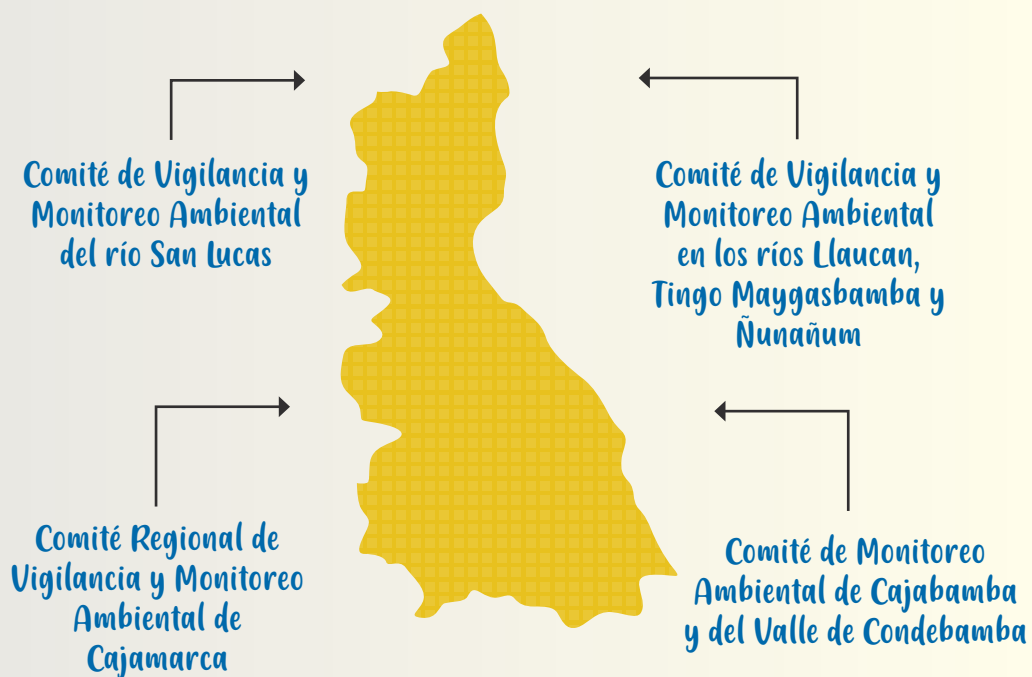 Comité de Vigilancia y
Monitoreo Ambiental
del río San Lucas
Comité de Vigilancia y
Monitoreo Ambiental
en los ríos Llaucan,
Tingo Maygasbamba y
Ñunañum
Comité Regional de
Vigilancia y Monitoreo
Ambiental de
Cajamarca
Comité de Monitoreo
Ambiental de Cajabamba
y del Valle de Condebamba